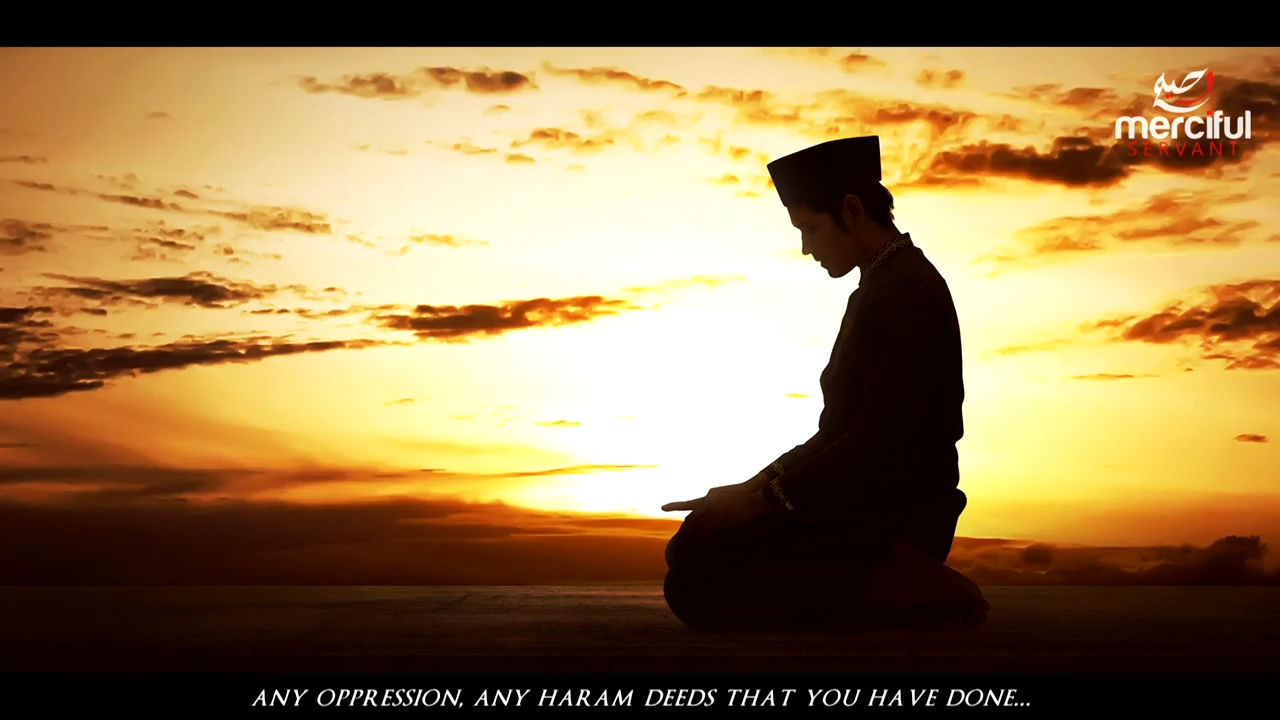 merciful
SERVANT
ANY OPPRESSION, ANY HARAM DEEDS THAT YOU HAVE DONE...